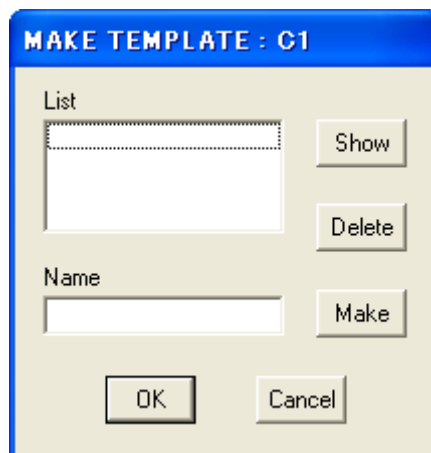 MAKE TEMPLATE : C1
List
Show
Delete
Name
Make
OK
Cancel